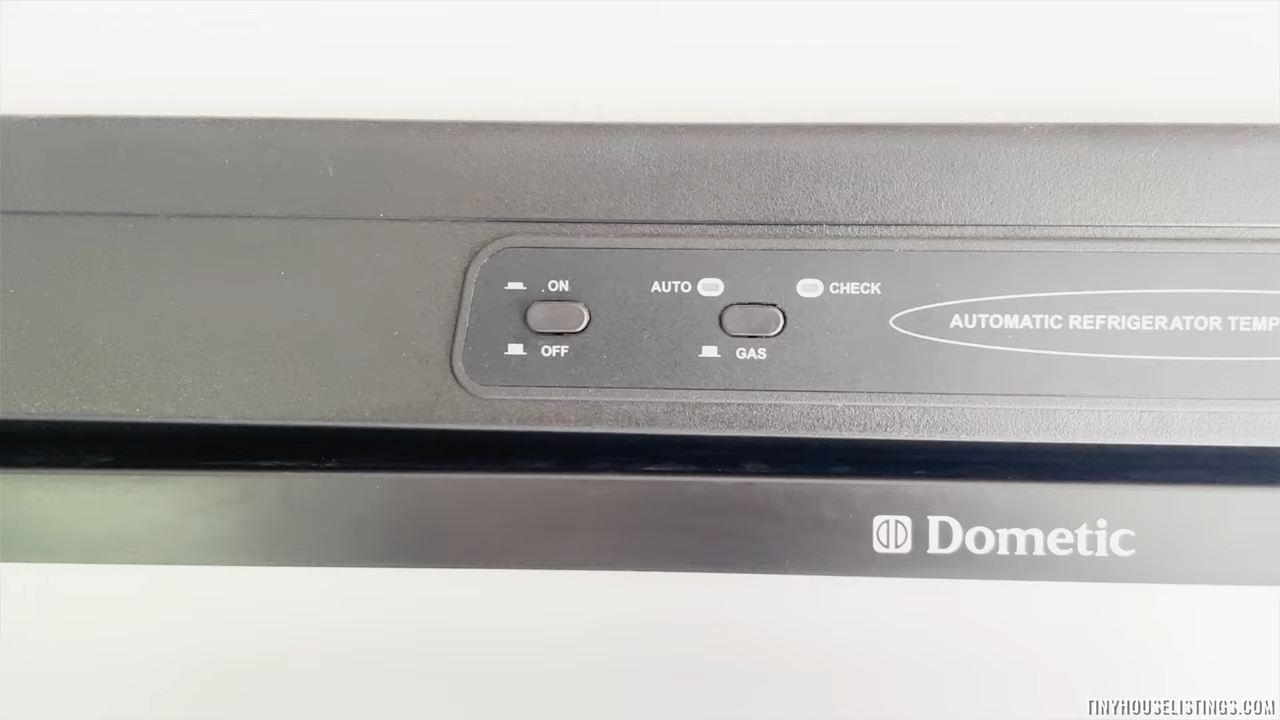 ON
OFF
AUTO
CHECK
GAS
AUTOMATIC REFRIGERATOR TEMP
Dometic
TINYHOUSELISTINGS.COM